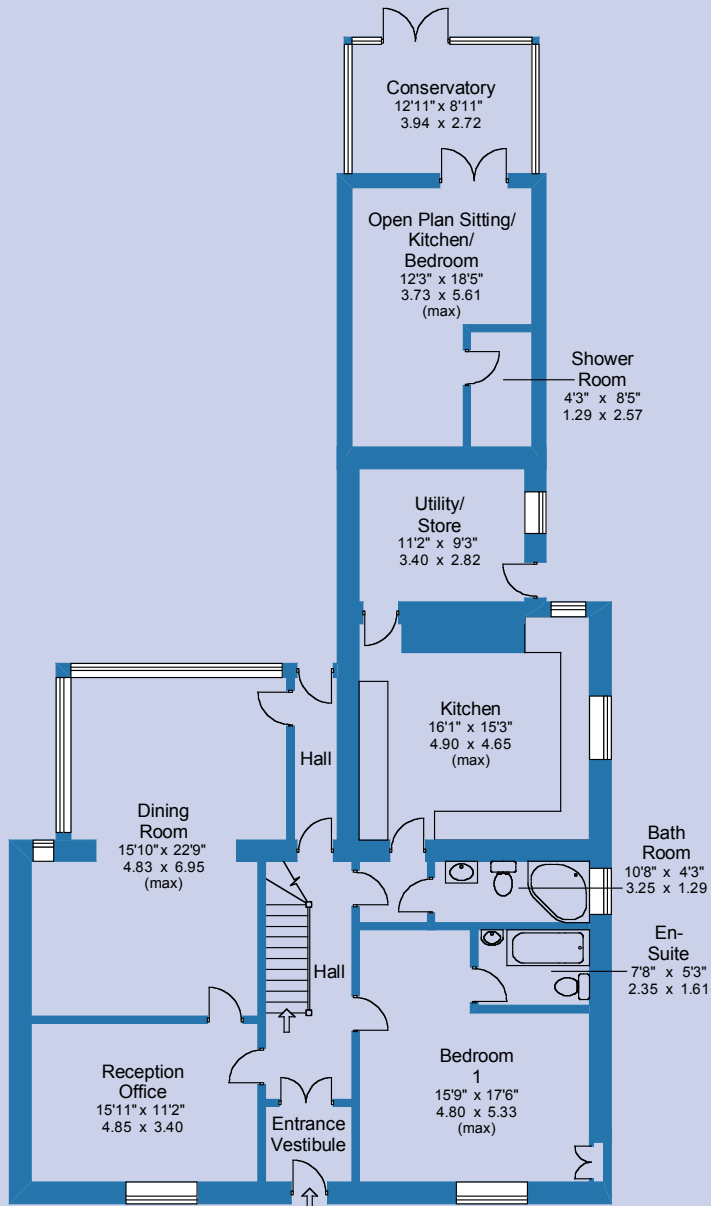 Conservatory
12'11" x 8'11"
3.94 x 2.72
Open Plan Sitting/
Kitchen/
Bedroom
12'3" x 18'5"
3.73 x 5.61
(max)
Shower
Room
4'3" x 8'5"
1.29 x 2.57
Utility/
Store
11'2" x 9'3"
3.40 x 2.82
Kitchen
16'1" x 15'3"
4.90 x 4.65
(max)
Hall
Dining
Room
15'10" x 22'9"
4.83 x 6.95
(max)
Bath
Room
10'8" x 4'3"
3.25 x 1.29
En-
Suite
7'8" x 5'3"
2.35 x 1.61
Hall
Reception
Office
15'11" x 11'2"
4.85 x 3.40
Entrance
Vestibule
Bedroom
1
15'9" x 17'6"
4.80 x 5.33
(max)